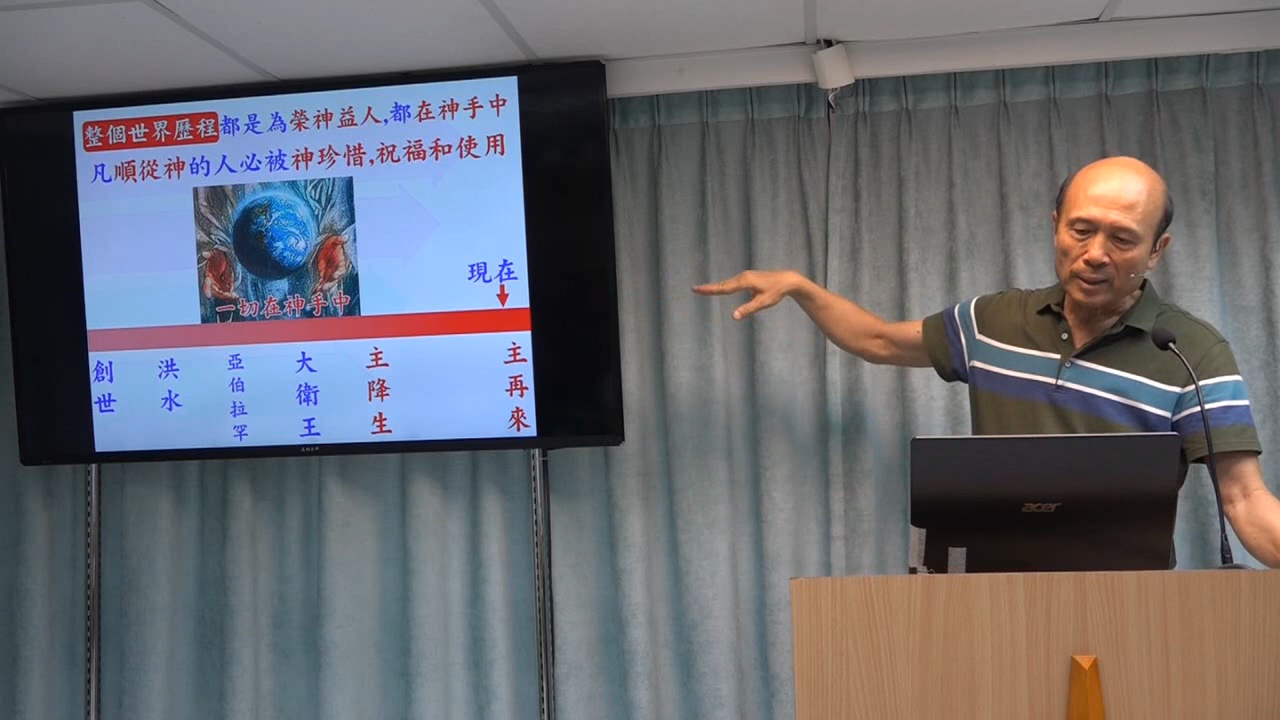 整個世界歷程都是為榮神益人,都在神手中
凡順從神的人必被神珍惜,祝福和使用
一切在神手中
現在
創世
洪水
亞伯拉罕
大衛王
主降生
主再來
acer